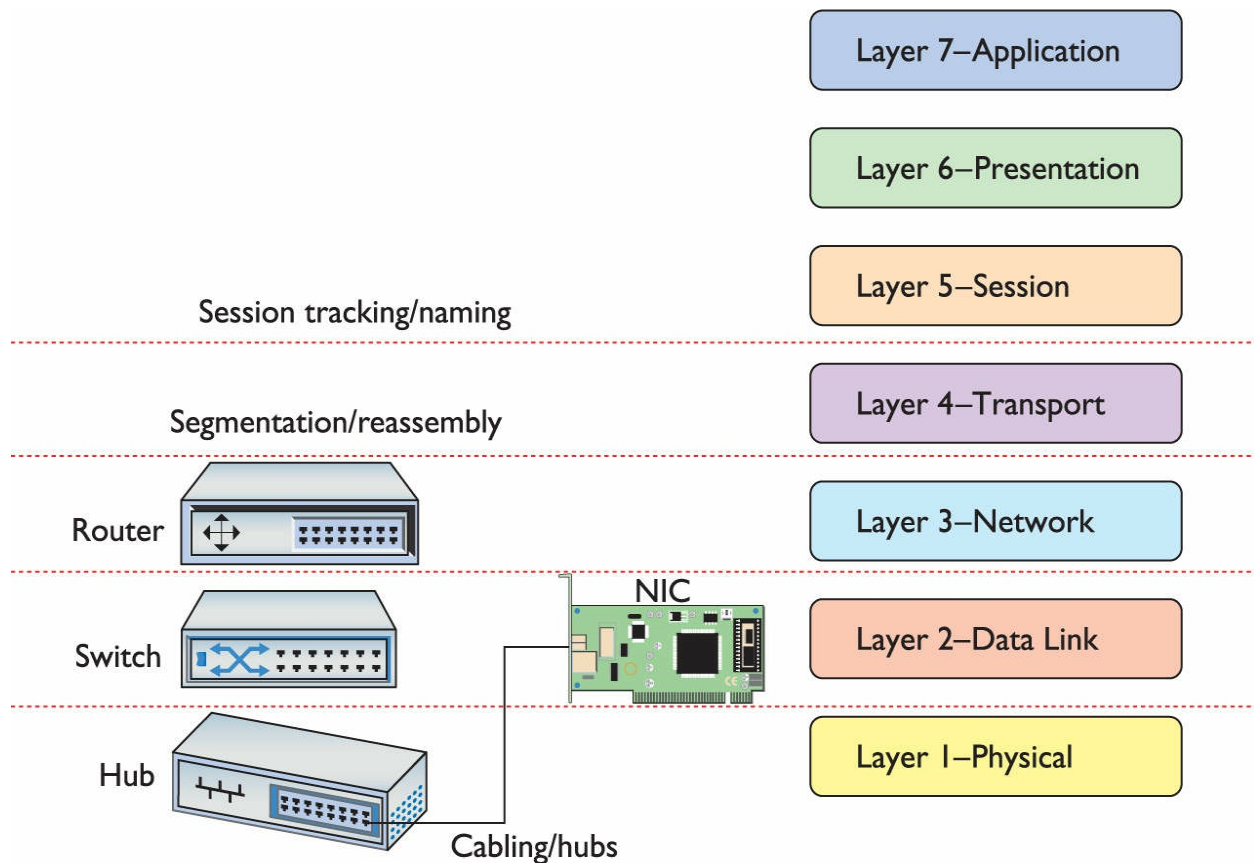 Layer 7–Application
Layer 6–Presentation
Layer 5–Session
Session tracking/naming
Layer 4–Transport
Segmentation/reassembly
Router
Layer 3–Network
NIC
Switch
Layer 2–Data Link
Hub
Layer 1–Physical
Cabling/hubs